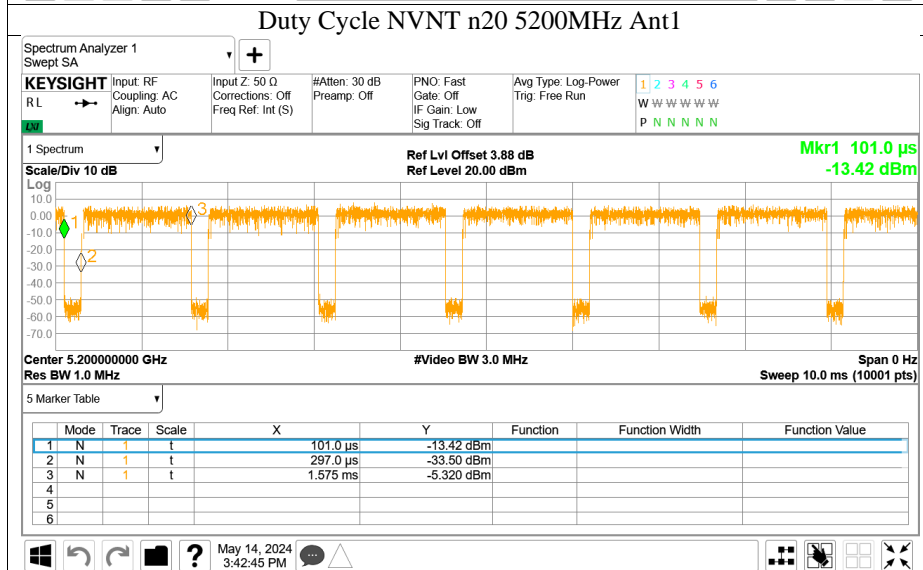 Duty Cycle NVNT n20 5200MHz Ant1
Spectrum Analyzer 1
Swept SA
+
KEYSIGHT
R L
LXI
Input: RF
Coupling: AC
Align: Auto
Input Z: 50 Ω
Corrections: Off
Freq Ref: Int (S)
#Atten: 30 dB
Preamp: Off
PNO: Fast
Gate: Off
IF Gain: Low
Sig Track: Off
Avg Type: Log-Power
Trig: Free Run
1 2 3 4 5 6
W W W W W W
P N N N N N
1 Spectrum
Scale/Div 10 dB
Ref Lvl Offset 3.88 dB
Ref Level 20.00 dBm
Mkr1 101.0 µs
-13.42 dBm
Log
10.0
0.00
-10.0
-20.0
-30.0
-40.0
-50.0
-60.0
-70.0
1
2
3
Center 5.200000000 GHz
#Video BW 3.0 MHz
Span 0 Hz
Res BW 1.0 MHz
Sweep 10.0 ms (10001 pts)
5 Marker Table
Mode Trace Scale X Y Function Function Width Function Value
1 N 1 t 101.0 µs -13.42 dBm
2 N 1 t 297.0 µs -33.50 dBm
3 N 1 t 1.575 ms -5.320 dBm
4
5
6
?
May 14, 2024
3:42:45 PM